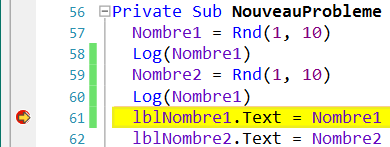 56 Private Sub NouveauProbleme
57 Nombre1 = Rnd(1, 10)
58 Log(Nombre1)
59 Nombre2 = Rnd(1, 10)
60 Log(Nombre1)
61 lblNombre1.Text = Nombre1
62 lblNombre2.Text = Nombre2